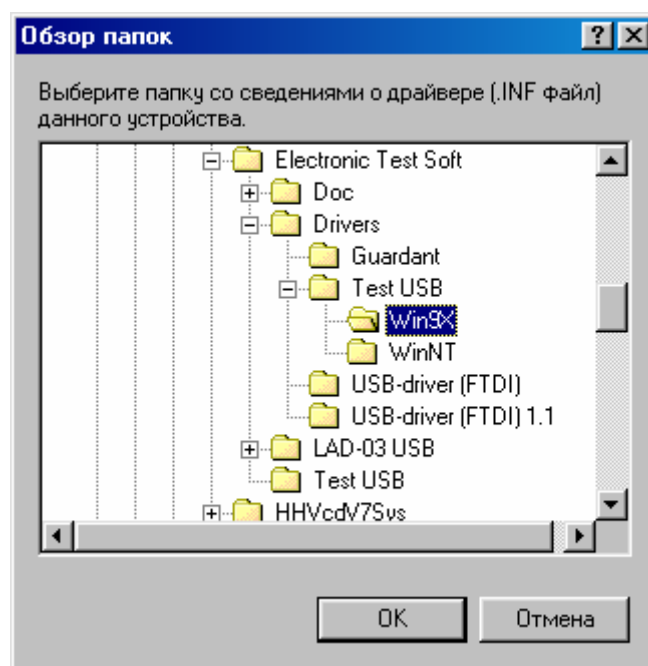 Обзор папок
Выберите папку со сведениями о драйвере (.INF файл)
данного устройства.
Electronic Test Soft
Doc
Drivers
Guardant
Test USB
Win9X
WinNT
USB-driver (FTDI)
USB-driver (FTDI) 1.1
LAD-03 USB
Test USB
HHVcdV7Sys
OK
Отмена